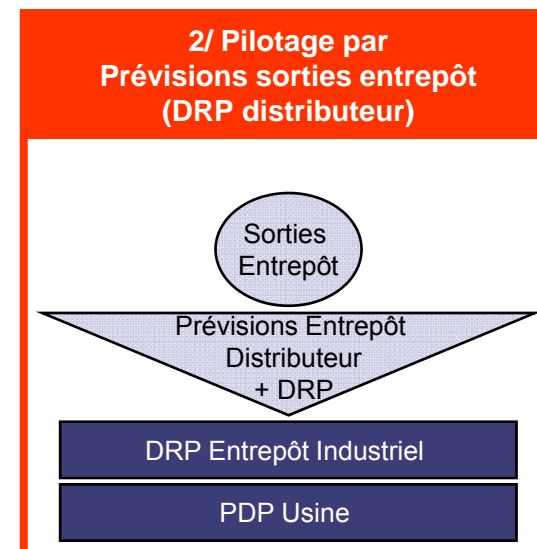 2/ Pilotage par
Prévisions sorties entrepôt
(DRP distributeur)
Sorties
Entrepôt
Prévisions Entrepôt
Distributeur
+ DRP
DRP Entrepôt Industriel
PDP Usine